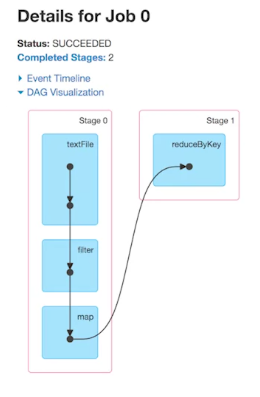 Details for Job 0
Status: SUCCEEDED
Completed Stages: 2
Event Timeline
DAG Visualization
Stage 0
textFile
filter
map
Stage 1
reduceByKey